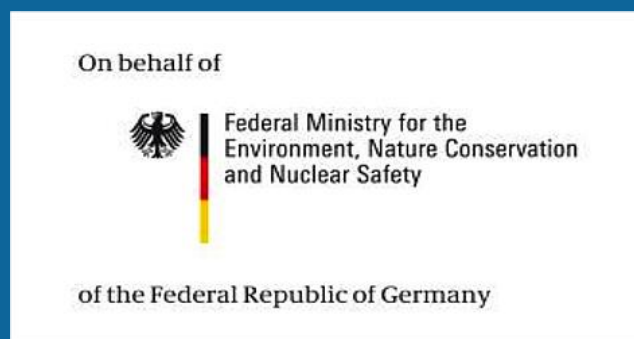 On behalf of
Federal Ministry for the
Environment, Nature Conservation
and Nuclear Safety
of the Federal Republic of Germany